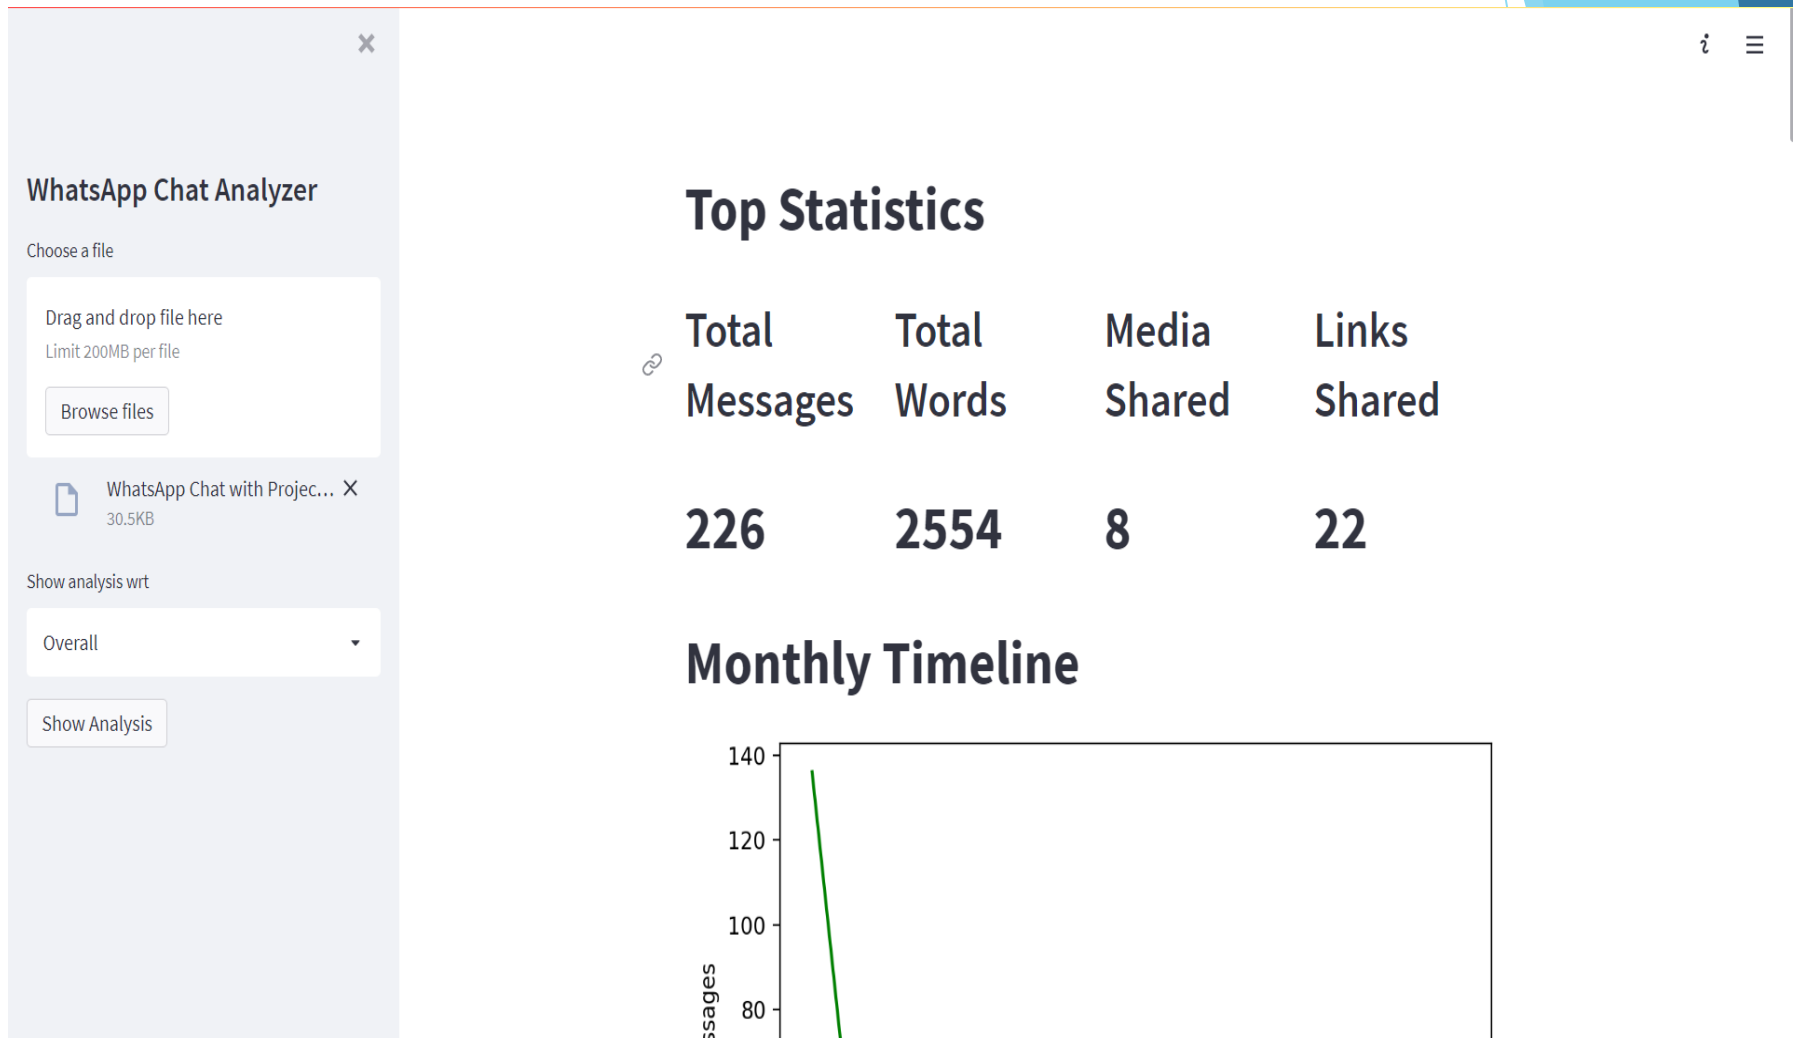 WhatsApp Chat Analyzer
Choose a file
Drag and drop file here
Limit 200MB per file
Browse files
WhatsApp Chat with Projec...
30.5KB
Show analysis wrt
Overall
Show Analysis
Top Statistics
Total Messages
Total Words
Media Shared
Links Shared
226
2554
8
22
Monthly Timeline
140
120
100
80